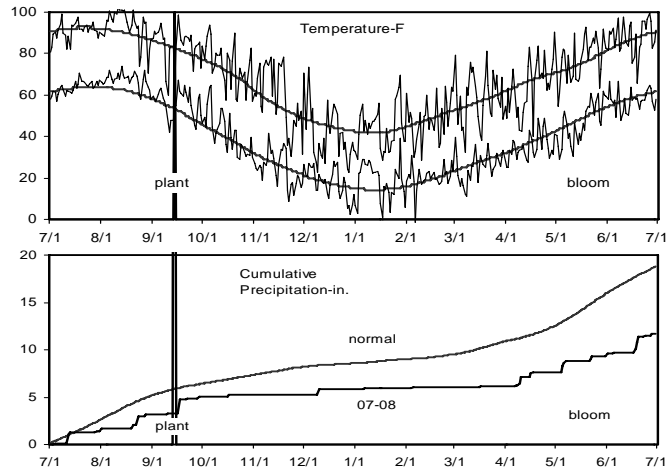 100
Temperature-F
80
60
40
20
plant
bloom
0
7/1 8/1 9/1 10/1 11/1 12/1 1/1 2/1 3/1 4/1 5/1 6/1 7/1
20
Cumulative
Precipitation-in.
15
normal
10
5
07-08
plant
bloom
0
7/1 8/1 9/1 10/1 11/1 12/1 1/1 2/1 3/1 4/1 5/1 6/1 7/1